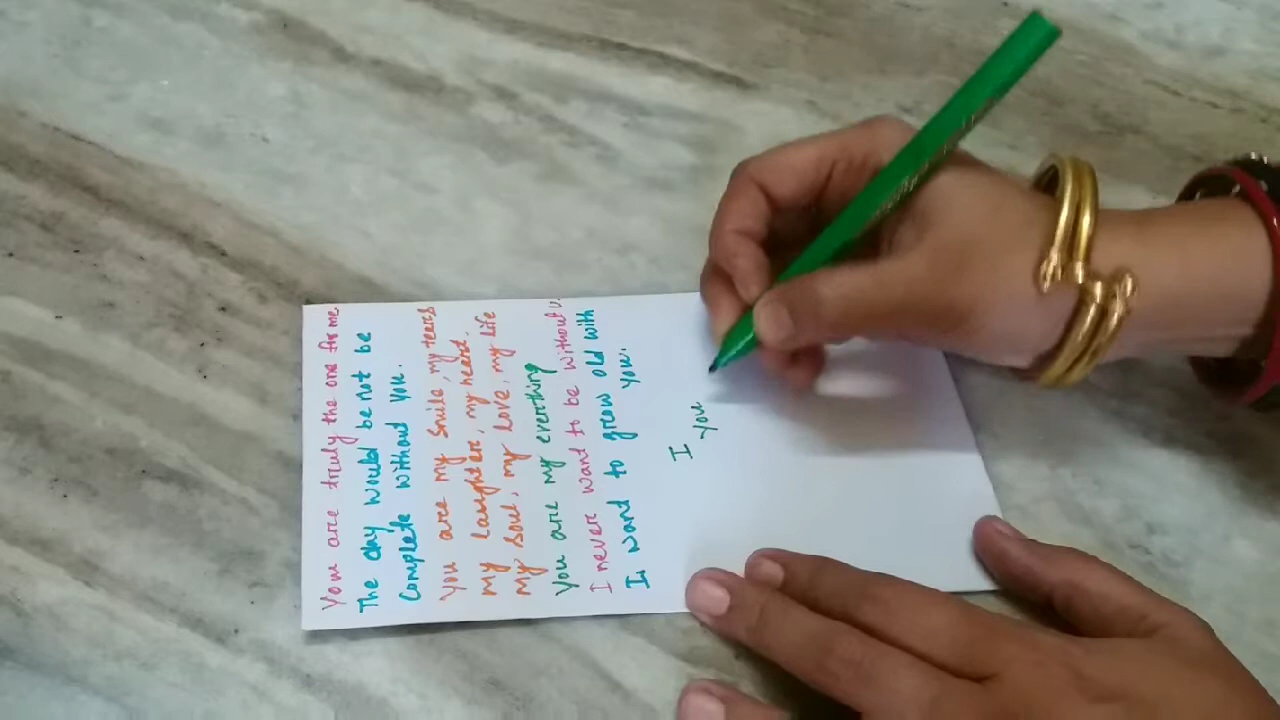 You are truly the one for me
The day would be not be
Complete without you.
You are my smile, my tears
my laughter, my heart.
my soul, my love, my life
You are my everthing
I never want to be without u.
I want to grow old with
you.
I
you